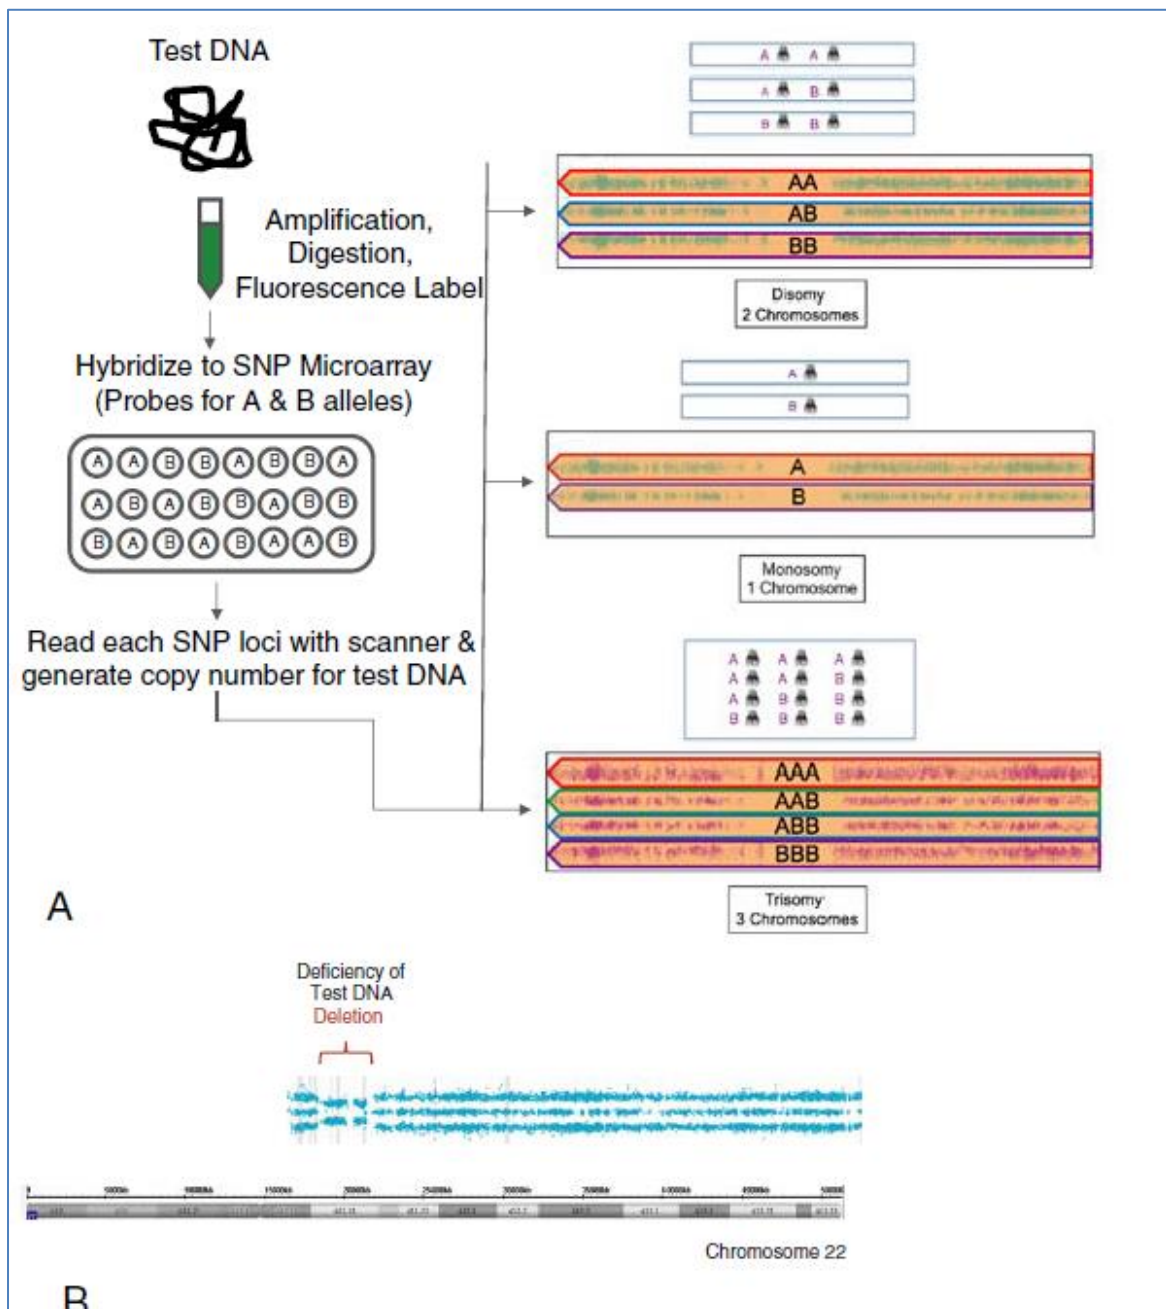 Test DNA
Amplification,
Digestion,
Fluorescence Label
Hybridize to SNP Microarray
(Probes for A & B alleles)
A A B B A B B A
A B A B A A B B
B A B A B A A B
Read each SNP loci with scanner &
generate copy number for test DNA
A A
A B
B B
AA
AB
BB
Disomy
2 Chromosomes
A
B
A
B
Monosomy
1 Chromosome
A A A
A A B
A B B
B B B
AAA
AAB
ABB
BBB
Trisomy
3 Chromosomes
A
Deficiency of
Test DNA
Deletion
Chromosome 22
B